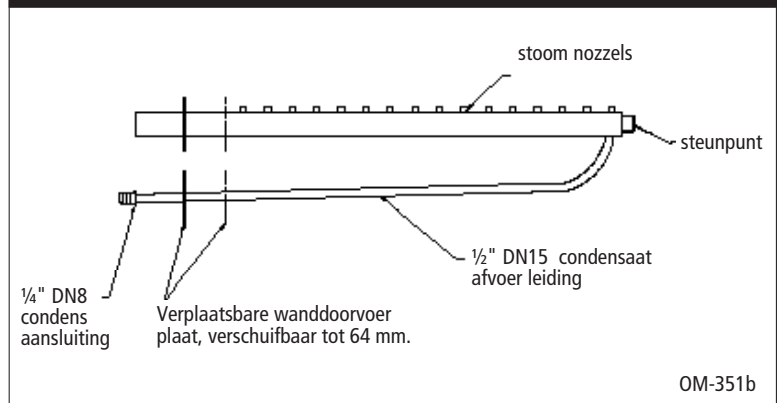 stoom nozzels
steunpunt
½" DN15 condensaat
afvoer leiding
¼" DN8
condens
aansluiting
Verplaatsbare wanddoorvoer
plaat, verschuifbaar tot 64 mm.
OM-351b